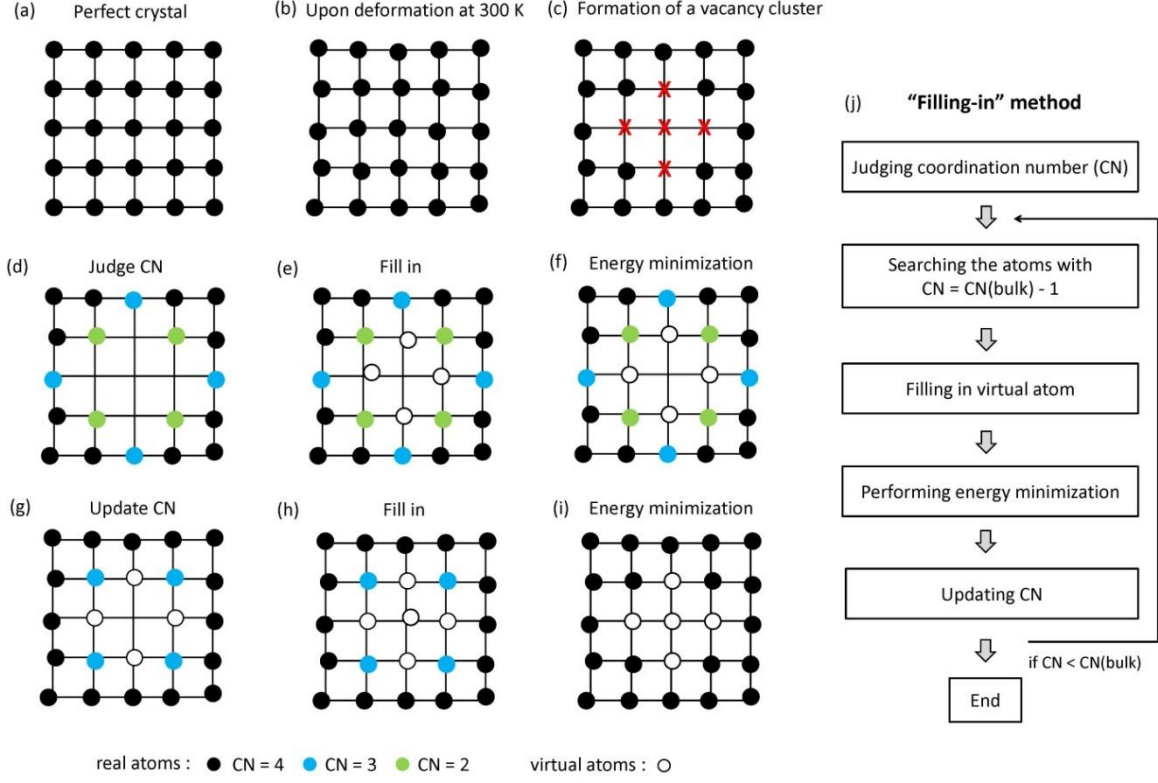 (a) Perfect crystal
(b) Upon deformation at 300 K
(c) Formation of a vacancy cluster
X
X X X
X
(d) Judge CN
(e) Fill in
(f) Energy minimization
(g) Update CN
(h) Fill in
(i) Energy minimization
real atoms : CN = 4 CN = 3 CN = 2 virtual atoms :
(j) “Filling-in” method
Judging coordination number (CN)
Searching the atoms with
CN = CN(bulk) - 1
Filling in virtual atom
Performing energy minimization
Updating CN
if CN < CN(bulk)
End